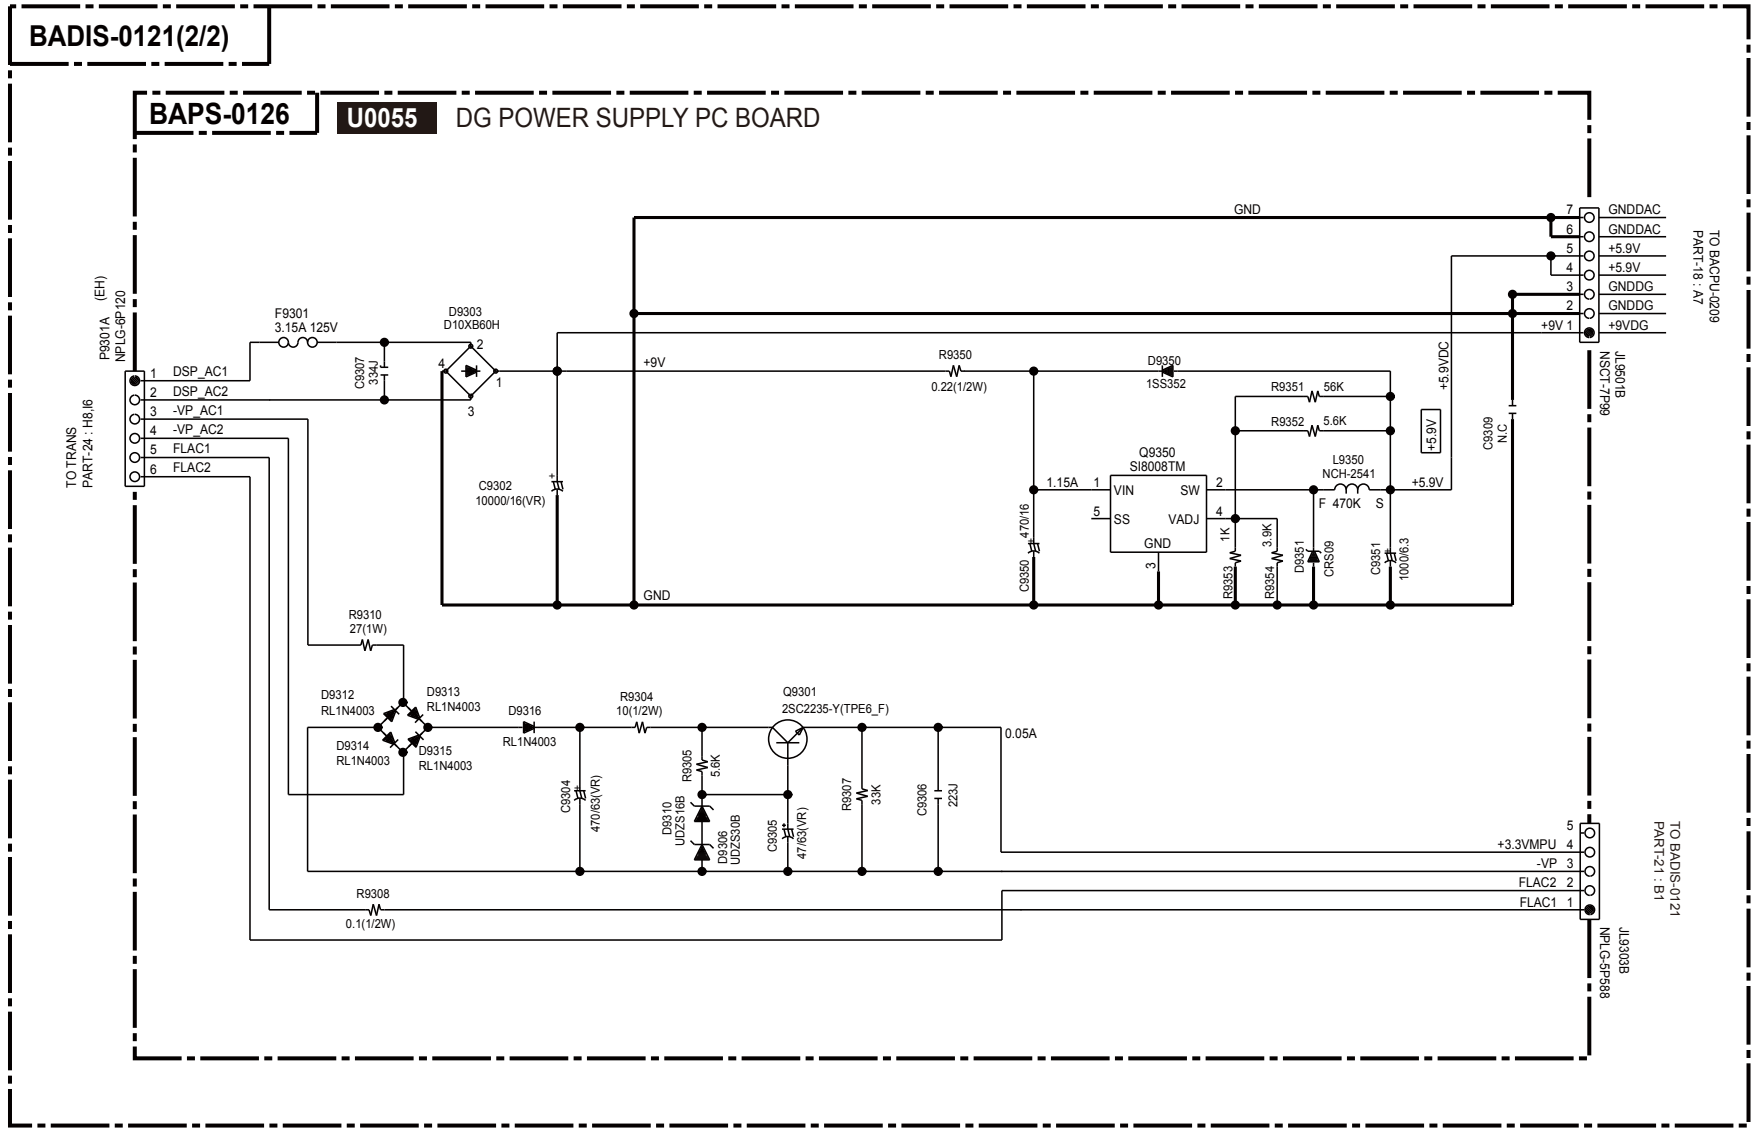 BADIS-0121(2/2)
BAPS-0126
U0055
DG POWER SUPPLY PC BOARD
GND
7 GNDDAC
6 GNDDAC
5 +5.9V
4 +5.9V
3 GNDDG
2 GNDDG
+9V 1 +9VDG
TO BACPU-0209
PART-18 : A7
JL9501B
NSCT-7P99
P9301A (EH)
NPLG-6P120
F9301
3.15A 125V
D9303
D10XB60H
2
4
1
3
C9307
334J
1 DSP_AC1
2 DSP_AC2
3 -VP_AC1
4 -VP_AC2
5 FLAC1
6 FLAC2
TO TRANS
PART-24 : H8,I6
+9V
R9350
0.22(1/2W)
D9350
1SS352
R9351 56K
R9352 5.6K
+5.9VDC
+5.9V
C9309
N.C
C9302
10000/16(VR)
Q9350
SI8008TM
1.15A 1 VIN
SW 2
5 SS
VADJ 4
GND
3
L9350
NCH-2541
F 470K S
+5.9V
470/16
C9350
1K
R9353
3.9K
R9354
D9351
CRS09
C9351
1000/6.3
GND
R9310
27(1W)
D9312
RL1N4003
D9313
RL1N4003
D9314
RL1N4003
D9315
RL1N4003
D9316
RL1N4003
R9304
10(1/2W)
Q9301
2SC2235-Y(TPE6_F)
0.05A
C9304
470/63(VR)
R9305
5.6K
D9310
UDZS16B
D9306
UDZS30B
C9305
47/63(VR)
R9307
33K
C9306
223J
5
+3.3VMPU 4
-VP 3
FLAC2 2
FLAC1 1
TO BADIS-0121
PART-21 : B1
JL9303B
NPLG-5P588
R9308
0.1(1/2W)